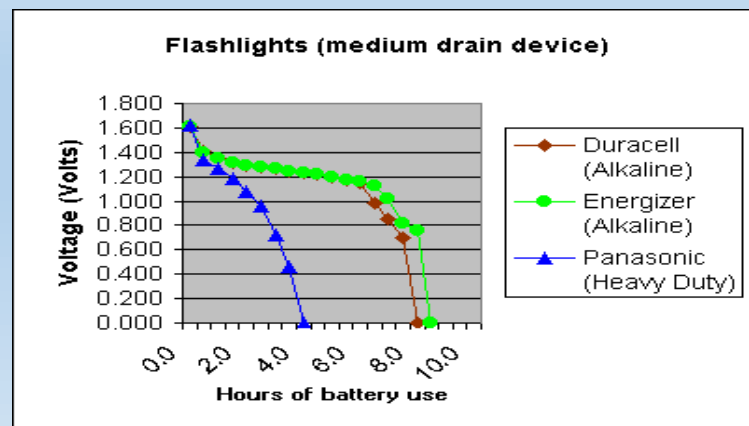 Flashlights (medium drain device)
Voltage (Volts)
1.800
1.600
1.400
1.200
1.000
0.800
0.600
0.400
0.200
0.000
0.0
2.0
4.0
6.0
8.0
10.0
Hours of battery use
Duracell
(Alkaline)
Energizer
(Alkaline)
Panasonic
(Heavy Duty)